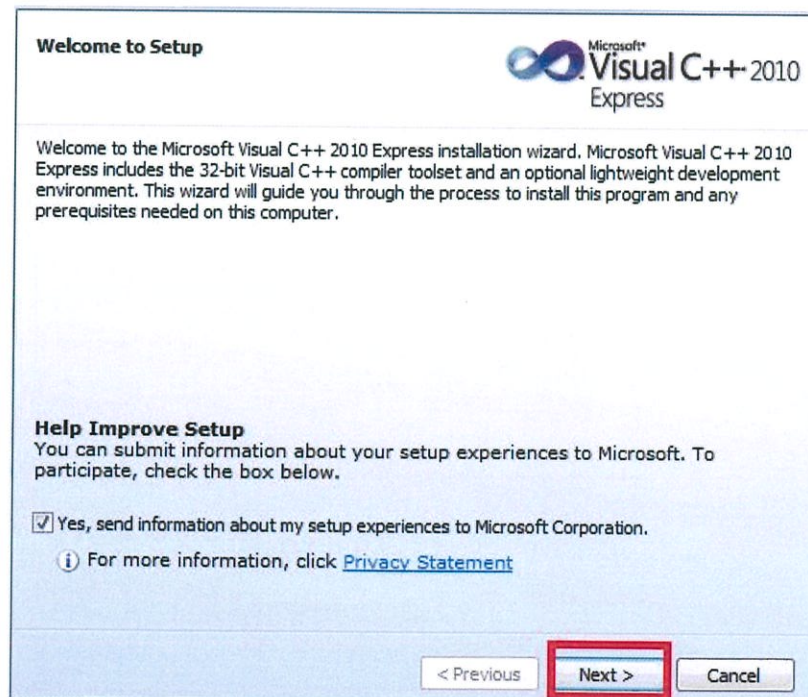 Welcome to Setup
Microsoft®
Visual C++ 2010
Express
Welcome to the Microsoft Visual C++ 2010 Express installation wizard. Microsoft Visual C++ 2010
Express includes the 32-bit Visual C++ compiler toolset and an optional lightweight development
environment. This wizard will guide you through the process to install this program and any
prerequisites needed on this computer.
Help Improve Setup
You can submit information about your setup experiences to Microsoft. To
participate, check the box below.
Yes, send information about my setup experiences to Microsoft Corporation.
For more information, click Privacy Statement
< Previous Next > Cancel